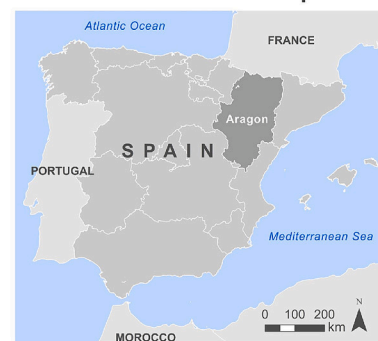 Atlantic Ocean
FRANCE
Aragon
SPAIN
PORTUGAL
Mediterranean Sea
N
0 100 200
km
MOROCCO